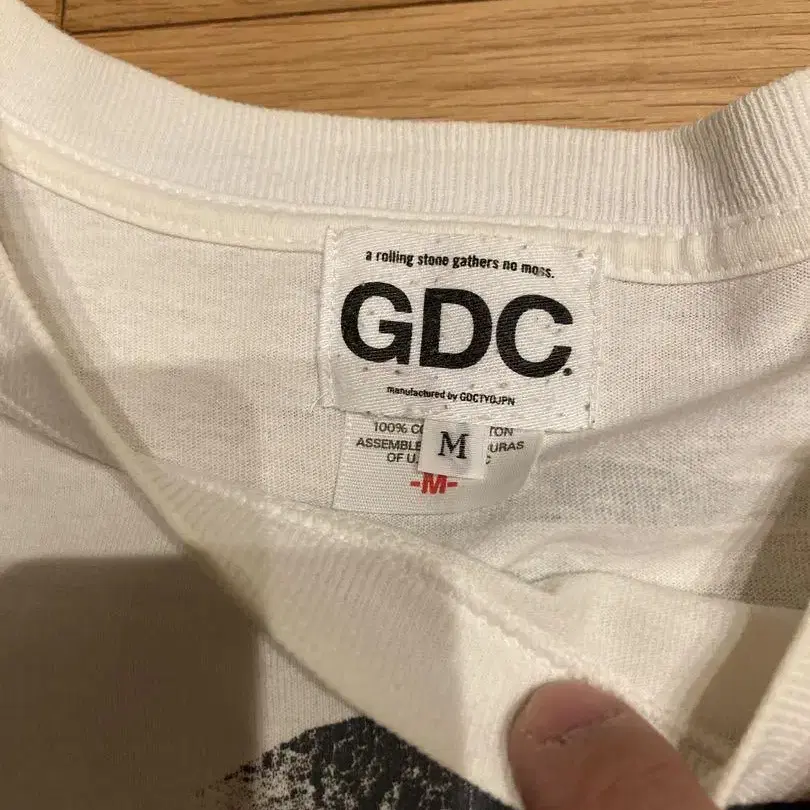 a rolling stone gathers no moss.
GDC.
manufactured by GDCTYOJPN
100% CO TON
M
ASSEMBLE URAS
OF U.
-M-